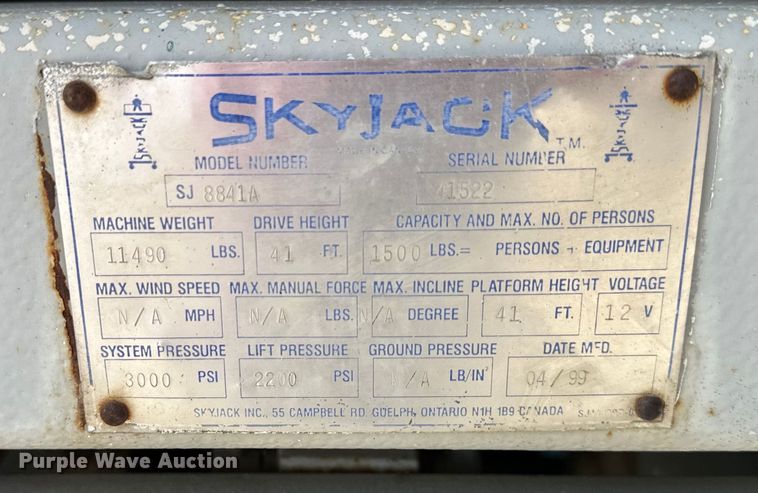 SKYJACK T.M.
SKYJACK SKYJACK
MODEL NUMBER SERIAL NUMBER
SJ 8841A 41522
MACHINE WEIGHT DRIVE HEIGHT CAPACITY AND MAX. NO. OF PERSONS
11490 LBS. 41 FT. 1500 LBS.= PERSONS + EQUIPMENT
MAX. WIND SPEED MAX. MANUAL FORCE MAX. INCLINE PLATFORM HEIGHT VOLTAGE
N/A MPH N/A LBS. N/A DEGREE 41 FT. 12 V
SYSTEM PRESSURE LIFT PRESSURE GROUND PRESSURE DATE MFD.
3000 PSI 2200 PSI N/A LB/IN² 04/99
SKYJACK INC., 55 CAMPBELL RD. GUELPH, ONTARIO N1H 1B9 CANADA
Purple Wave Auction